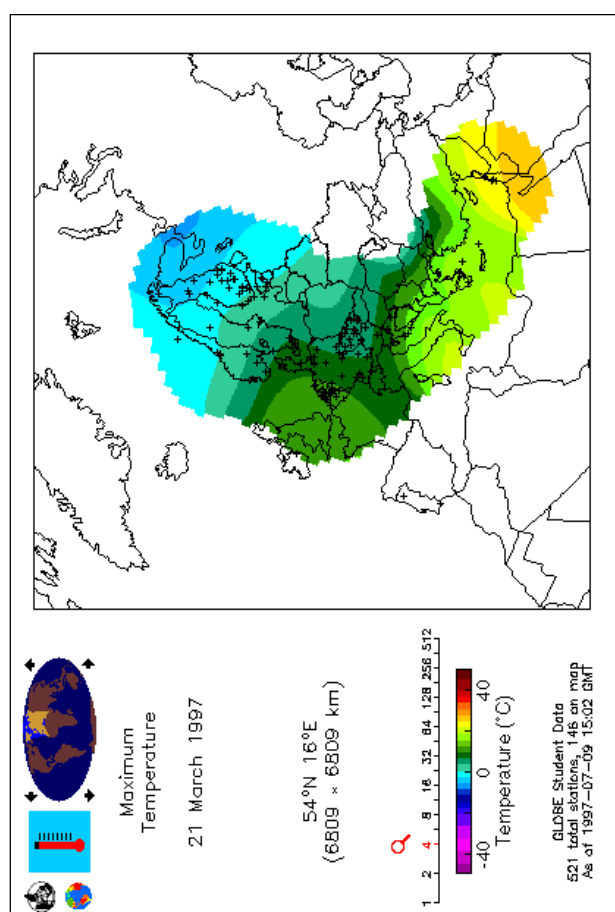 Maximum
Temperature
21 March 1997
54°N 16°E
(6809 × 6809 km)
1 2 4 8 16 32 64 128 256 512
-40 0 40
Temperature (°C)
GLOBE Student Data
521 total stations, 146 on map
As of 1997-07-09 15:02 GMT